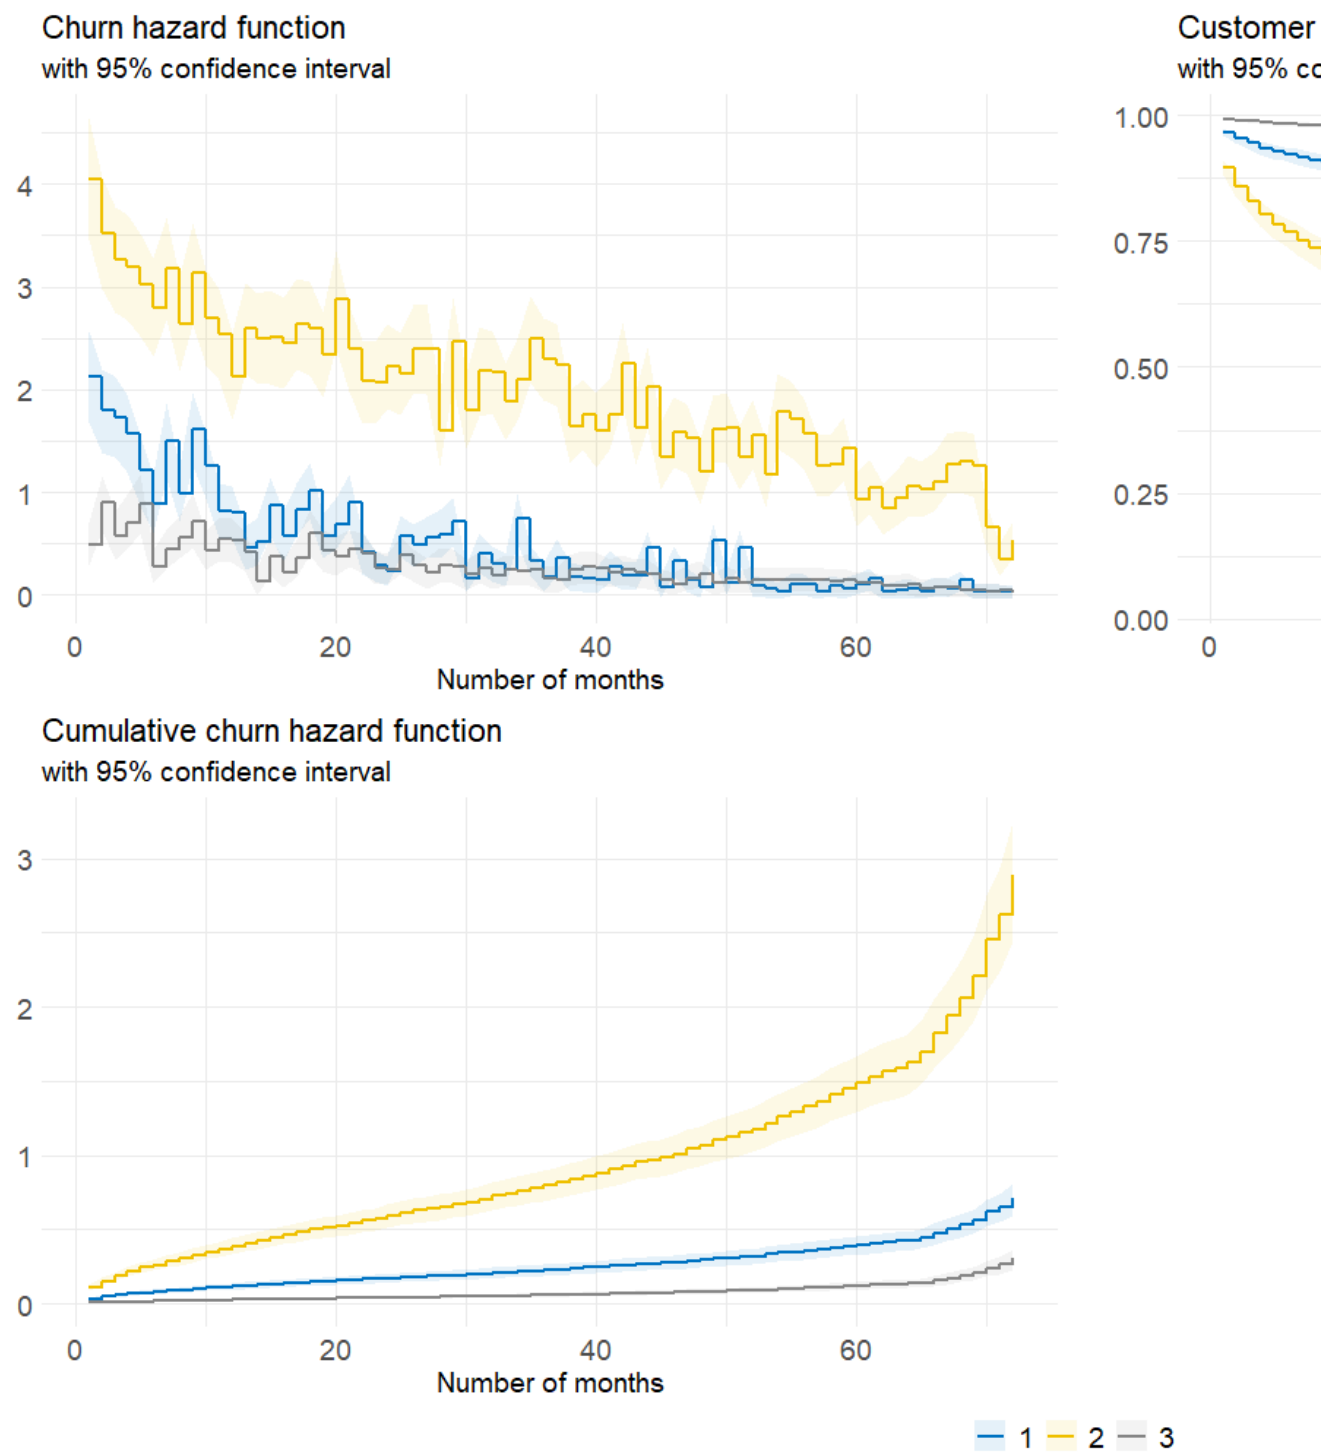 Churn hazard function
with 95% confidence interval
4
3
2
1
0
0 20 40 60
Number of months
Customer
with 95%
1.00
0.75
0.50
0.25
0.00
0
Cumulative churn hazard function
with 95% confidence interval
3
2
1
0
0 20 40 60
Number of months
1 2 3